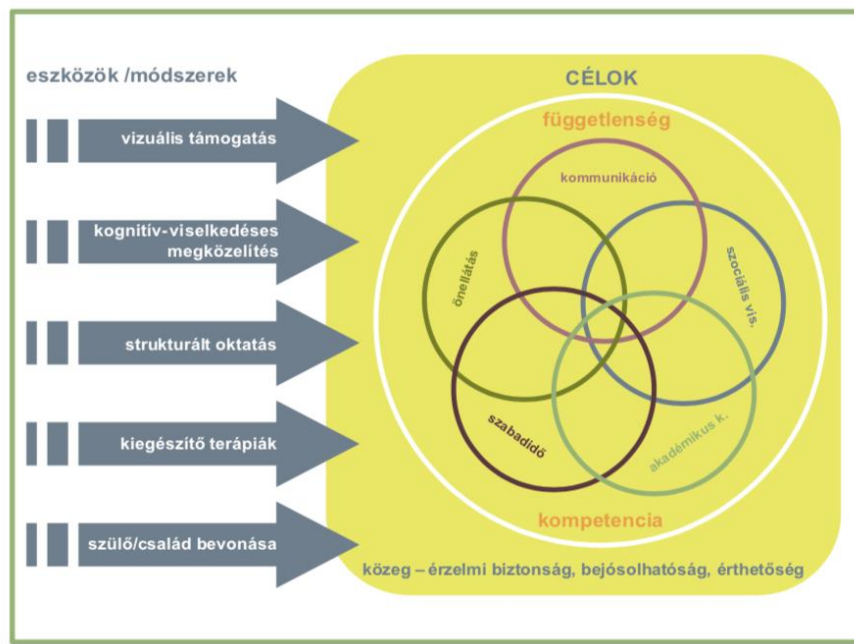 eszközök /módszerek
vizuális támogatás
kognitív-viselkedéses
megközelítés
strukturált oktatás
kiegészítő terápiák
szülő/család bevonása
CÉLOK
függetlenség
kommunikáció
önellátás
szociális vis.
szabadidő
akadémikus k.
kompetencia
közeg – érzelmi biztonság, bejósolhatóság, érthetőség